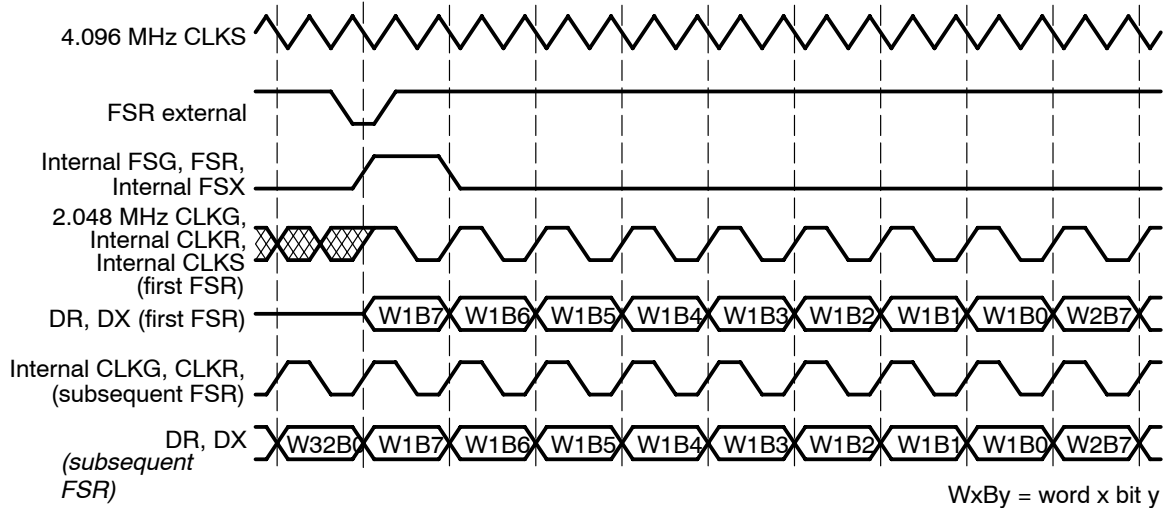 4.096 MHz CLKS
FSR external
Internal FSG, FSR,
Internal FSX
2.048 MHz CLKG,
Internal CLKR,
Internal CLKS
(first FSR)
DR, DX (first FSR)
W1B7 W1B6 W1B5 W1B4 W1B3 W1B2 W1B1 W1B0 W2B7
Internal CLKG, CLKR,
(subsequent FSR)
DR, DX
(subsequent
FSR)
W32B0 W1B7 W1B6 W1B5 W1B4 W1B3 W1B2 W1B1 W1B0 W2B7
WxBy = word x bit y